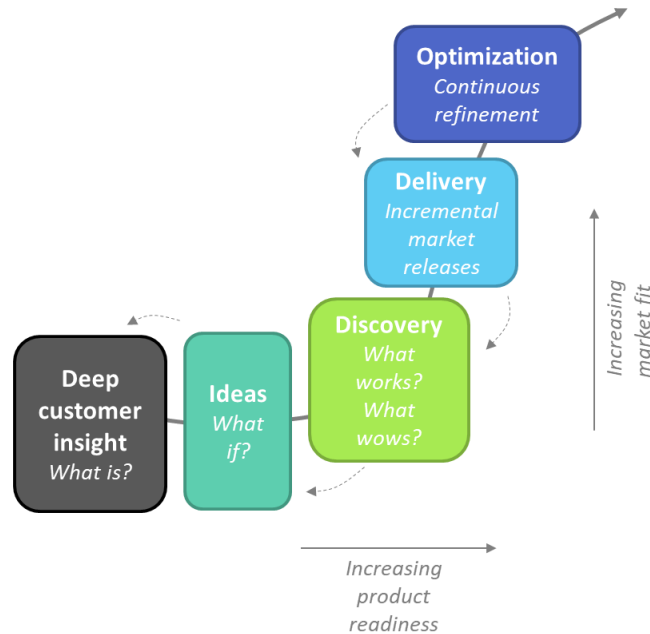 Optimization
Continuous
refinement
Delivery
Incremental
market
releases
Discovery
What
works?
What
wows?
Ideas
What
if?
Deep
customer
insight
What is?
Increasing
market fit
Increasing
product
readiness